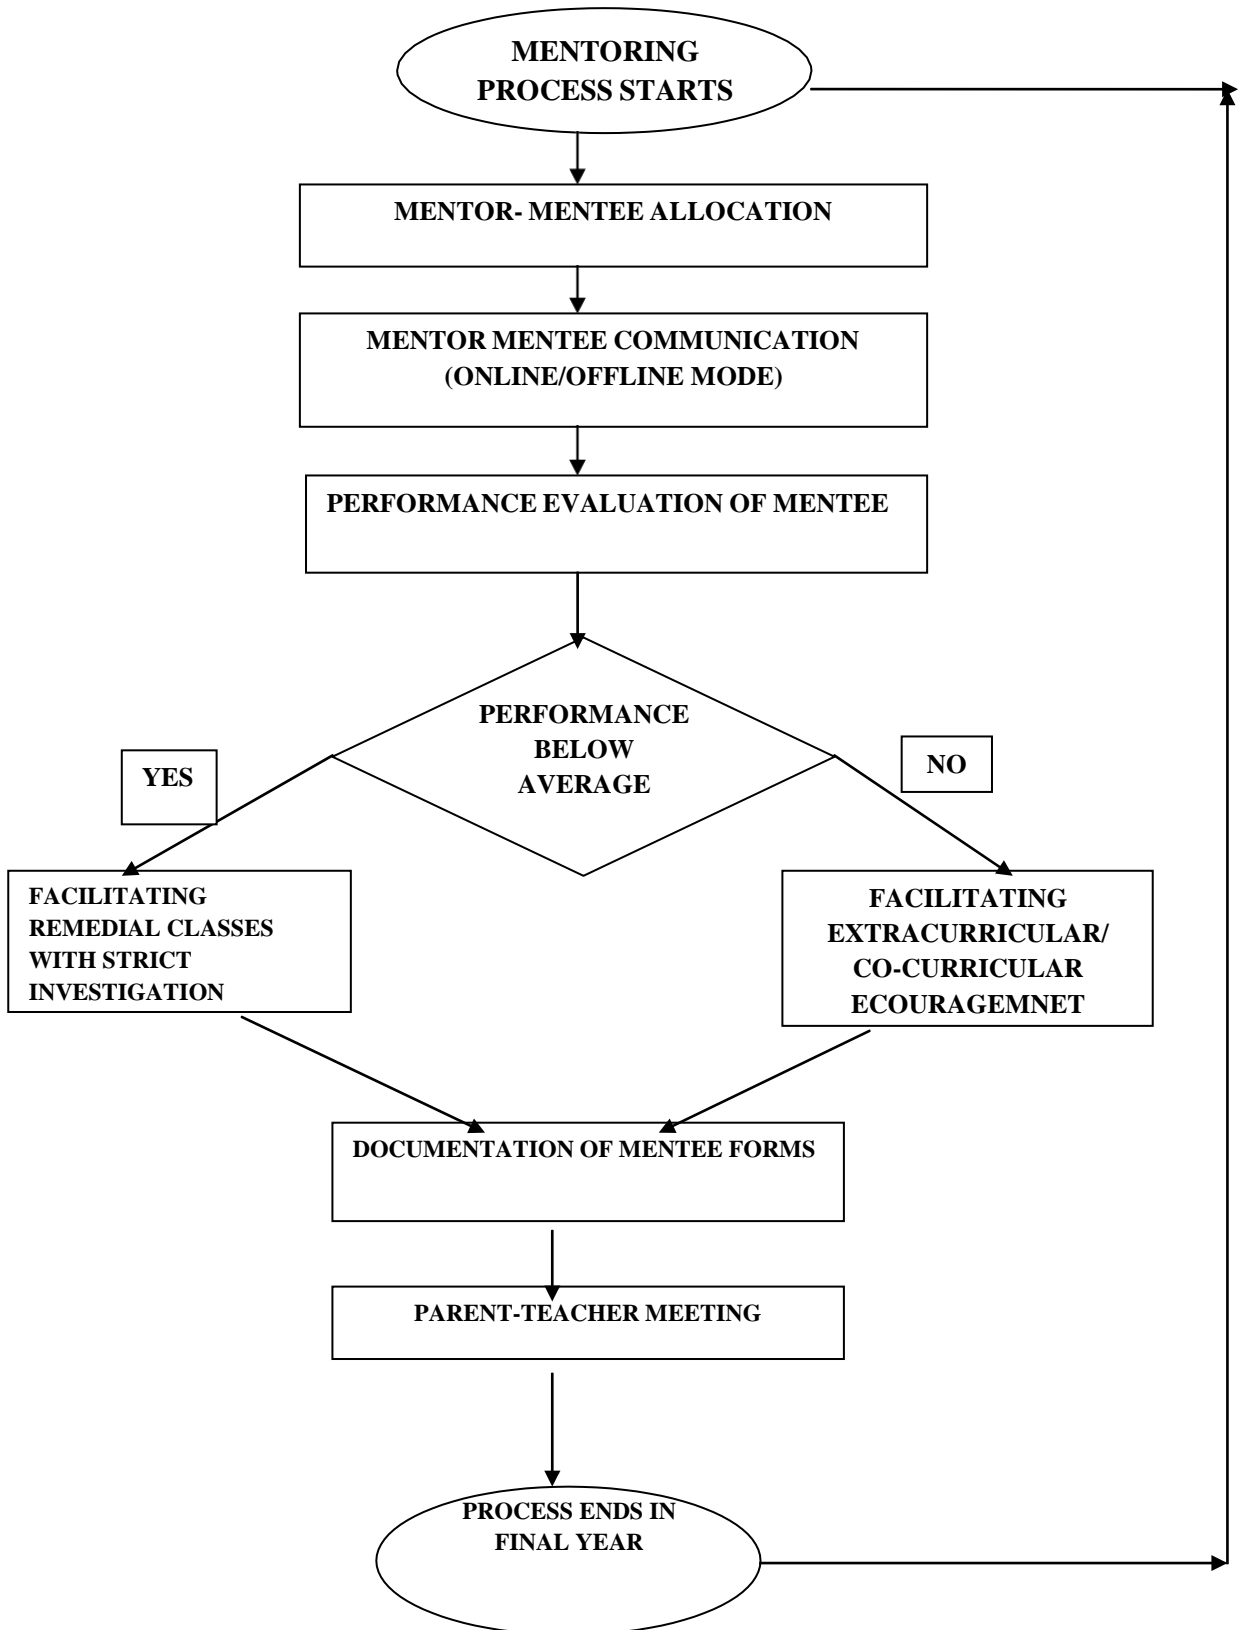 MENTORING
PROCESS STARTS
MENTOR- MENTEE ALLOCATION
MENTOR MENTEE COMMUNICATION
(ONLINE/OFFLINE MODE)
PERFORMANCE EVALUATION OF MENTEE
PERFORMANCE
BELOW
AVERAGE
YES
NO
FACILITATING
REMEDIAL CLASSES
WITH STRICT
INVESTIGATION
FACILITATING
EXTRACURRICULAR/
CO-CURRICULAR
ECOURAGEMNET
DOCUMENTATION OF MENTEE FORMS
PARENT-TEACHER MEETING
PROCESS ENDS IN
FINAL YEAR